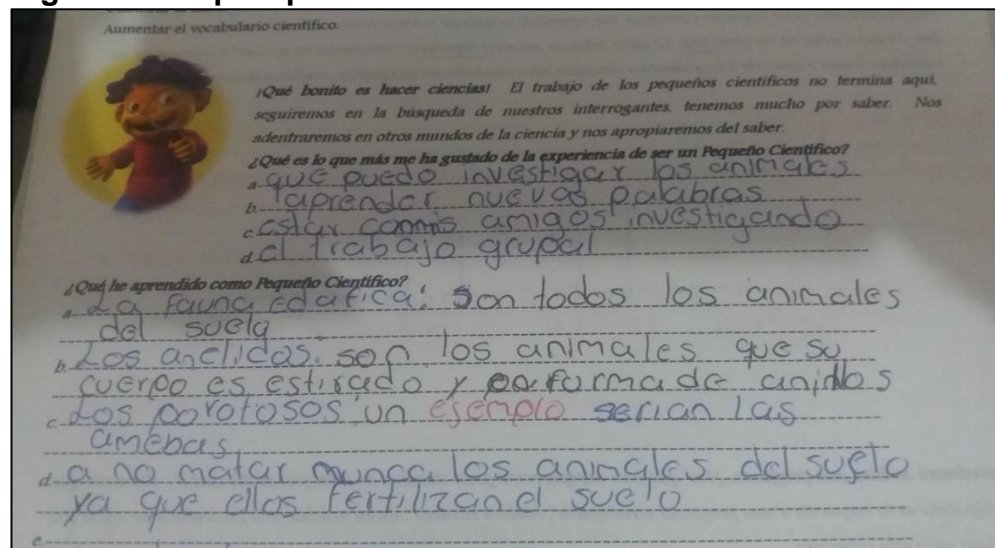 Aumentar el vocabulario científico.
¡Qué bonito es hacer ciencias! El trabajo de los pequeños científicos no termina aquí,
seguiremos en la búsqueda de nuestros interrogantes, tenemos mucho por saber. Nos
adentraremos en otros mundos de la ciencia y nos apropiaremos del saber.
¿Qué es lo que más me ha gustado de la experiencia de ser un Pequeño Científico?
a. que puedo investigar los animales
b. aprender nuevas palabras
c. estar con mis amigos investigando
d. el trabajo grupal
¿Qué he aprendido como Pequeño Científico?
a. La fauna edafica: son todos los animales
del suelo
b. Los anelidos. son los animales que su
cuerpo es estirado y en forma de anillos
c. Los porotosos un ejemplo serian las
amebas
d. a no matar nunca los animales del suelo
ya que ellos fertilizan el suelo
e.